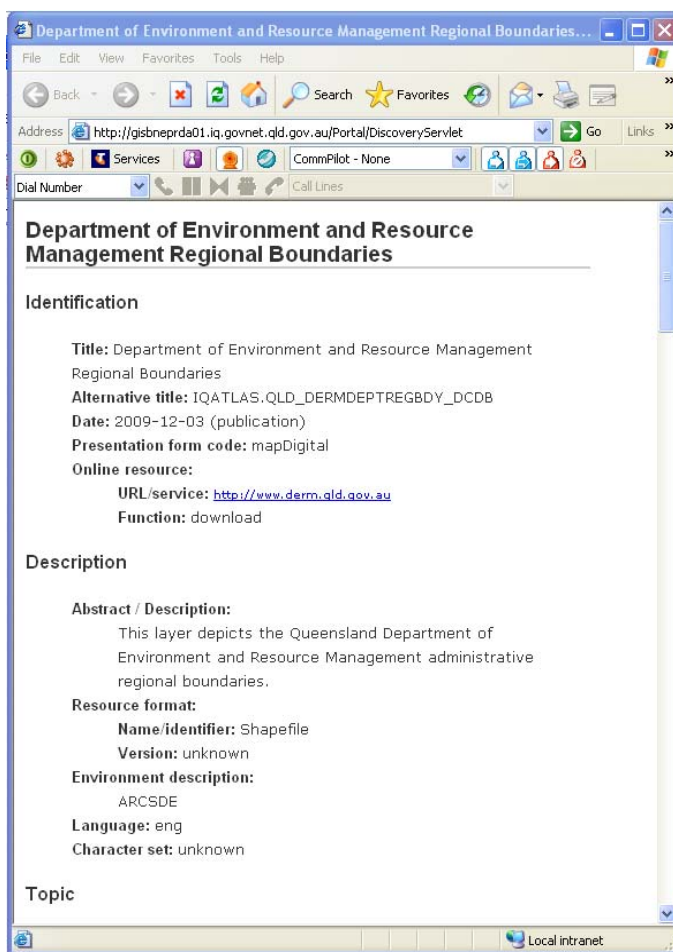 Department of Environment and Resource Management Regional Boundaries...
File Edit View Favorites Tools Help
Back Search Favorites
Address http://gisbneprda01.iq.govnet.qld.gov.au/Portal/DiscoveryServlet Go Links
Services CommPilot - None
Dial Number Call Lines
Department of Environment and Resource
Management Regional Boundaries
Identification
Title: Department of Environment and Resource Management
Regional Boundaries
Alternative title: IQATLAS.QLD_DERMDEPTREGBDY_DCDB
Date: 2009-12-03 (publication)
Presentation form code: mapDigital
Online resource:
URL/service: http://www.derm.qld.gov.au
Function: download
Description
Abstract / Description:
This layer depicts the Queensland Department of
Environment and Resource Management administrative
regional boundaries.
Resource format:
Name/identifier: Shapefile
Version: unknown
Environment description:
ARCSDE
Language: eng
Character set: unknown
Topic
Local intranet